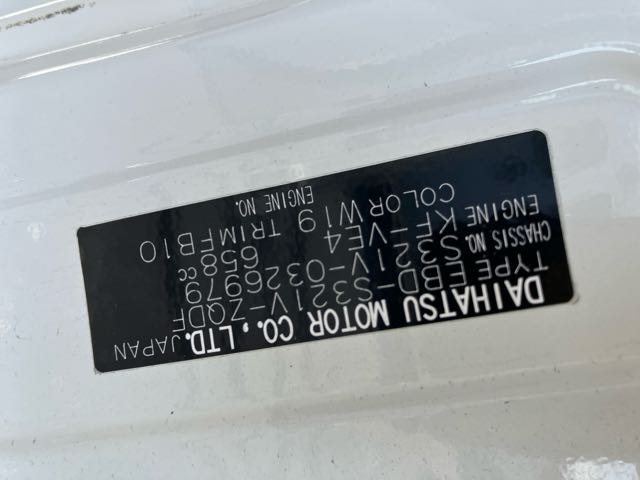 DAIHATSU MOTOR CO., LTD. JAPAN
TYPE EBD-S321V-ZQDF
CHASSIS NO. S321V-0326979
ENGINE KF-VE4 658cc
COLOR W19 TRIM FB10
ENGINE NO.